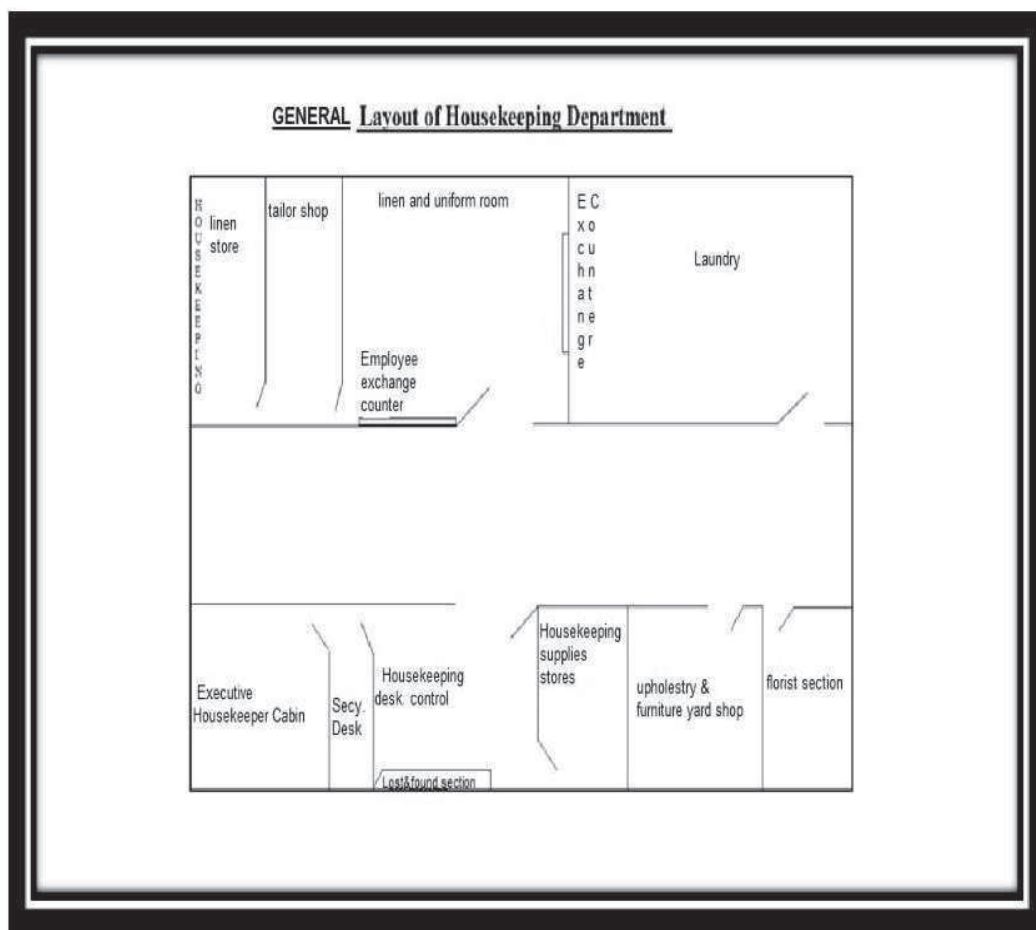 GENERAL Layout of Housekeeping Department
HOUSEKEEPING
linen
store
tailor shop
linen and uniform room
E C
x o
c u
h n
a t
n e
g r
e
Laundry
Employee
exchange
counter
Executive
Housekeeper Cabin
Secy.
Desk
Housekeeping
desk control
Lost&found section
Housekeeping
supplies
stores
upholestry &
furniture yard shop
florist section